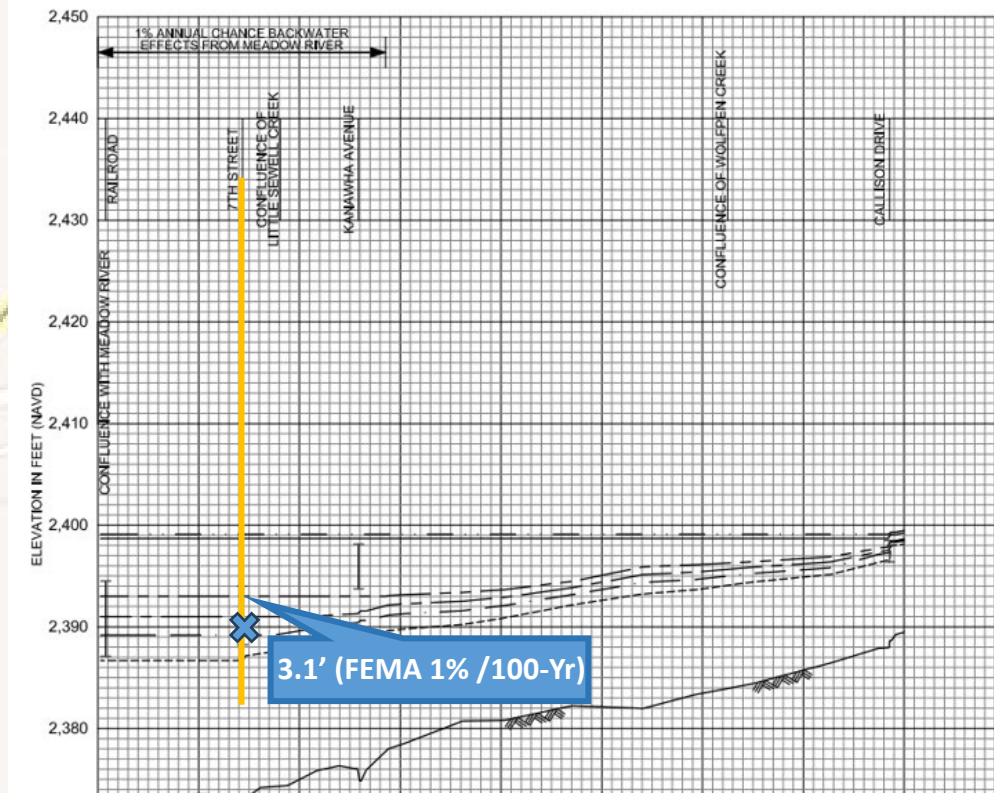 2,450
1% ANNUAL CHANCE BACKWATER
EFFECTS FROM MEADOW RIVER
2,440
RAILROAD
7TH STREET
CONFLUENCE OF
LITTLE SEWELL CREEK
KANAWHA AVENUE
CONFLUENCE OF WOLFPEN CREEK
CALLISON DRIVE
2,430
CONFLUENCE WITH MEADOW RIVER
2,420
ELEVATION IN FEET (NAVD)
2,410
2,400
2,390
3.1’ (FEMA 1% /100-Yr)
2,380